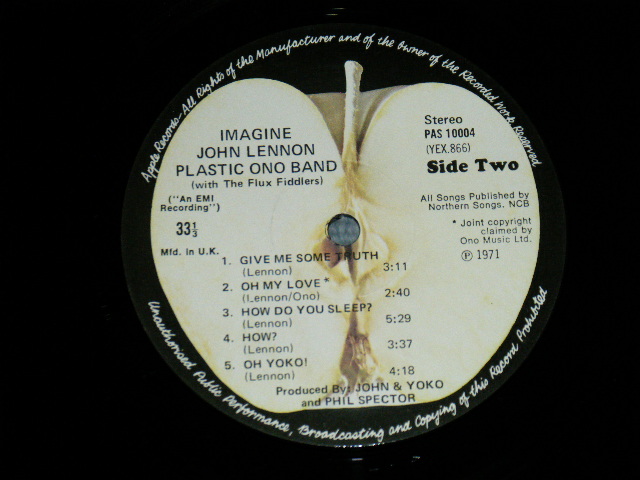 Apple Records-All Rights of the Manufacturer and of the Owner of the Recorded Work Reserved
IMAGINE
JOHN LENNON
PLASTIC ONO BAND
(with The Flux Fiddlers)
("An EMI
Recording")
33⅓
Mfd. in U.K.
Stereo
PAS 10004
(YEX.866)
Side Two
All Songs Published by
Northern Songs. NCB
* Joint copyright
claimed by
Ono Music Ltd.
Ⓟ 1971
1. GIVE ME SOME TRUTH
(Lennon) 3:11
2. OH MY LOVE *
(Lennon/Ono) 2:40
3. HOW DO YOU SLEEP?
(Lennon) 5:29
4. HOW?
(Lennon) 3:37
5. OH YOKO!
(Lennon) 4:18
Produced By: JOHN & YOKO
and PHIL SPECTOR
Unauthorised Public Performance, Broadcasting and Copying of this Record Prohibited